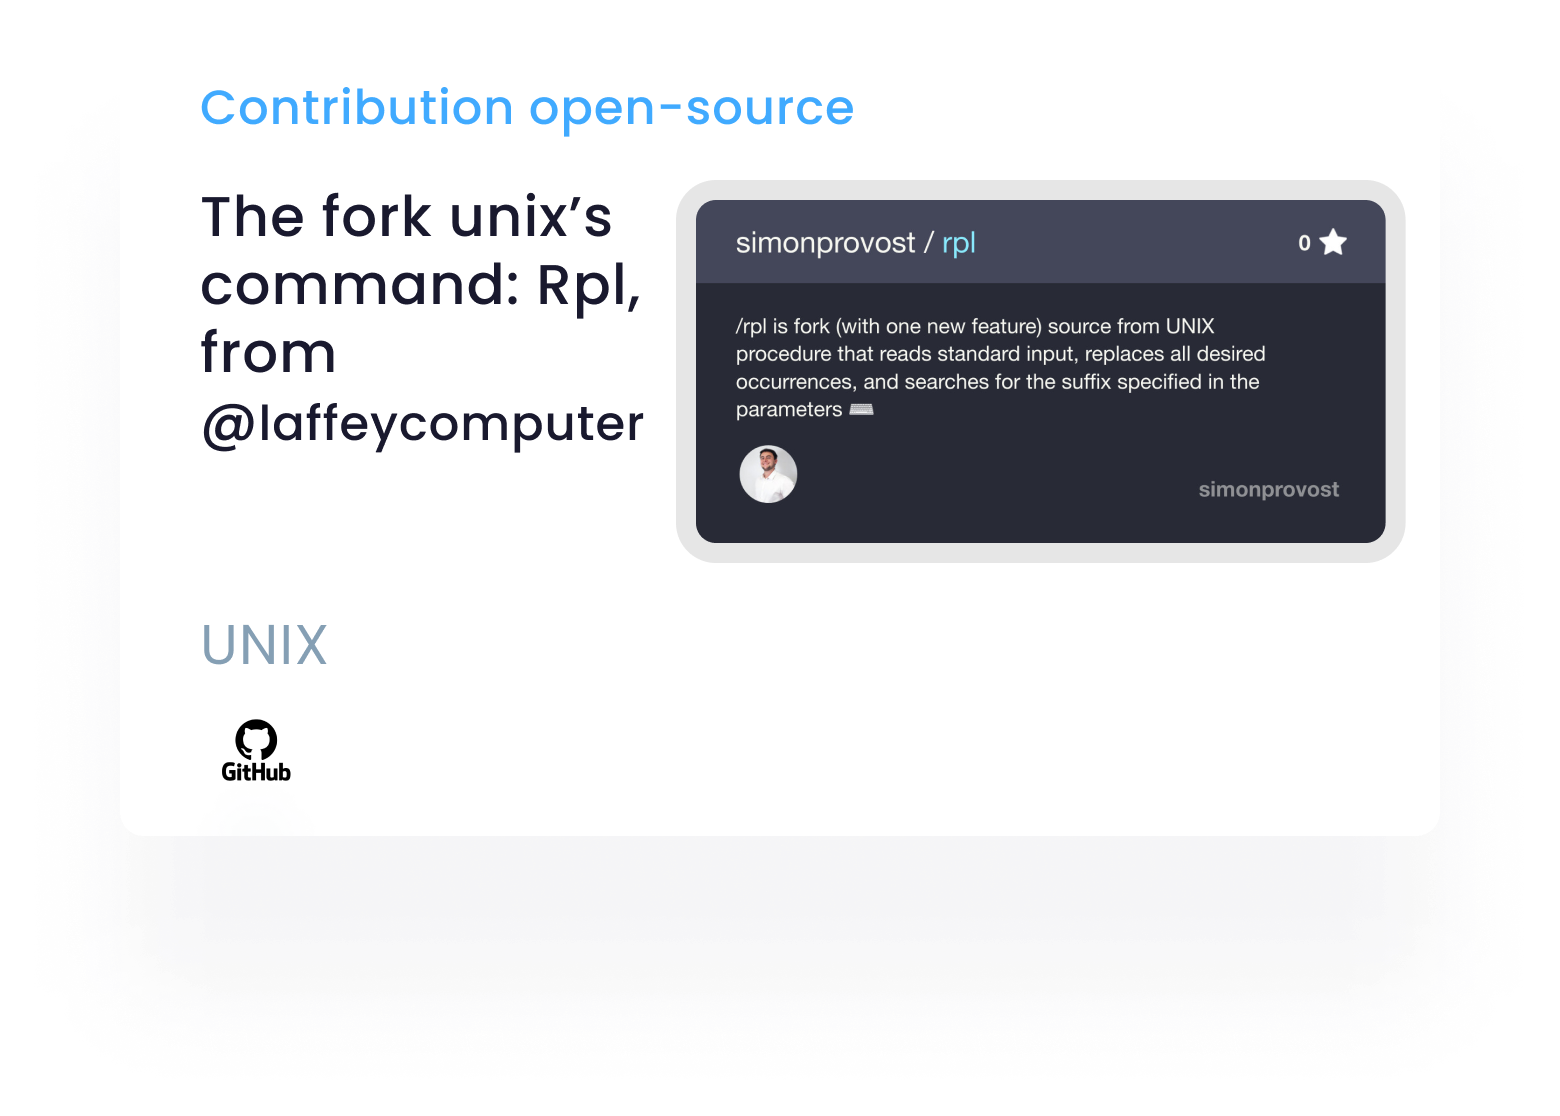 Contribution open-source
The fork unix’s
command: Rpl,
from
@laffeycomputer
simonprovost / rpl
0
/rpl is fork (with one new feature) source from UNIX
procedure that reads standard input, replaces all desired
occurrences, and searches for the suffix specified in the
parameters
simonprovost
UNIX
GitHub